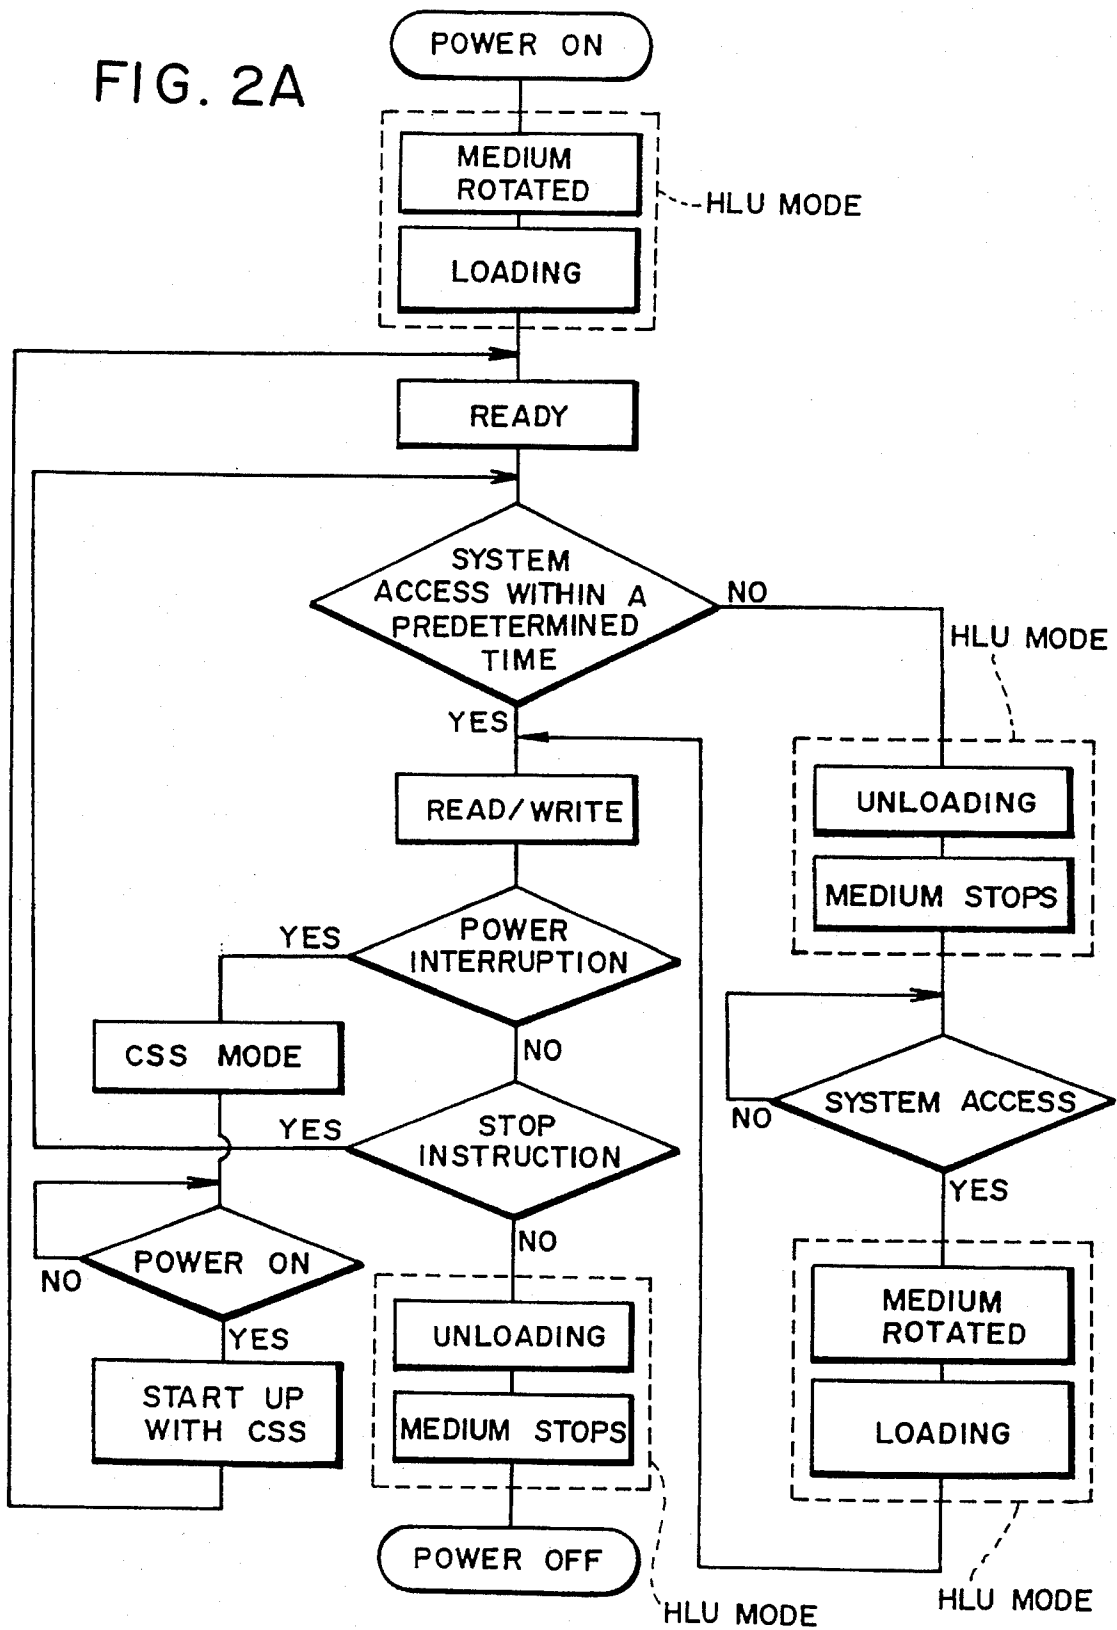 POWER ON
FIG. 2A
MEDIUM
ROTATED
HLU MODE
LOADING
READY
SYSTEM
ACCESS WITHIN A
PREDETERMINED
TIME
NO
HLU MODE
YES
UNLOADING
READ/WRITE
MEDIUM STOPS
POWER
INTERRUPTION
YES
NO
CSS MODE
SYSTEM ACCESS
NO
YES
STOP
INSTRUCTION
YES
NO
POWER ON
NO
YES
MEDIUM
ROTATED
UNLOADING
START UP
WITH CSS
MEDIUM STOPS
LOADING
POWER OFF
HLU MODE
HLU MODE